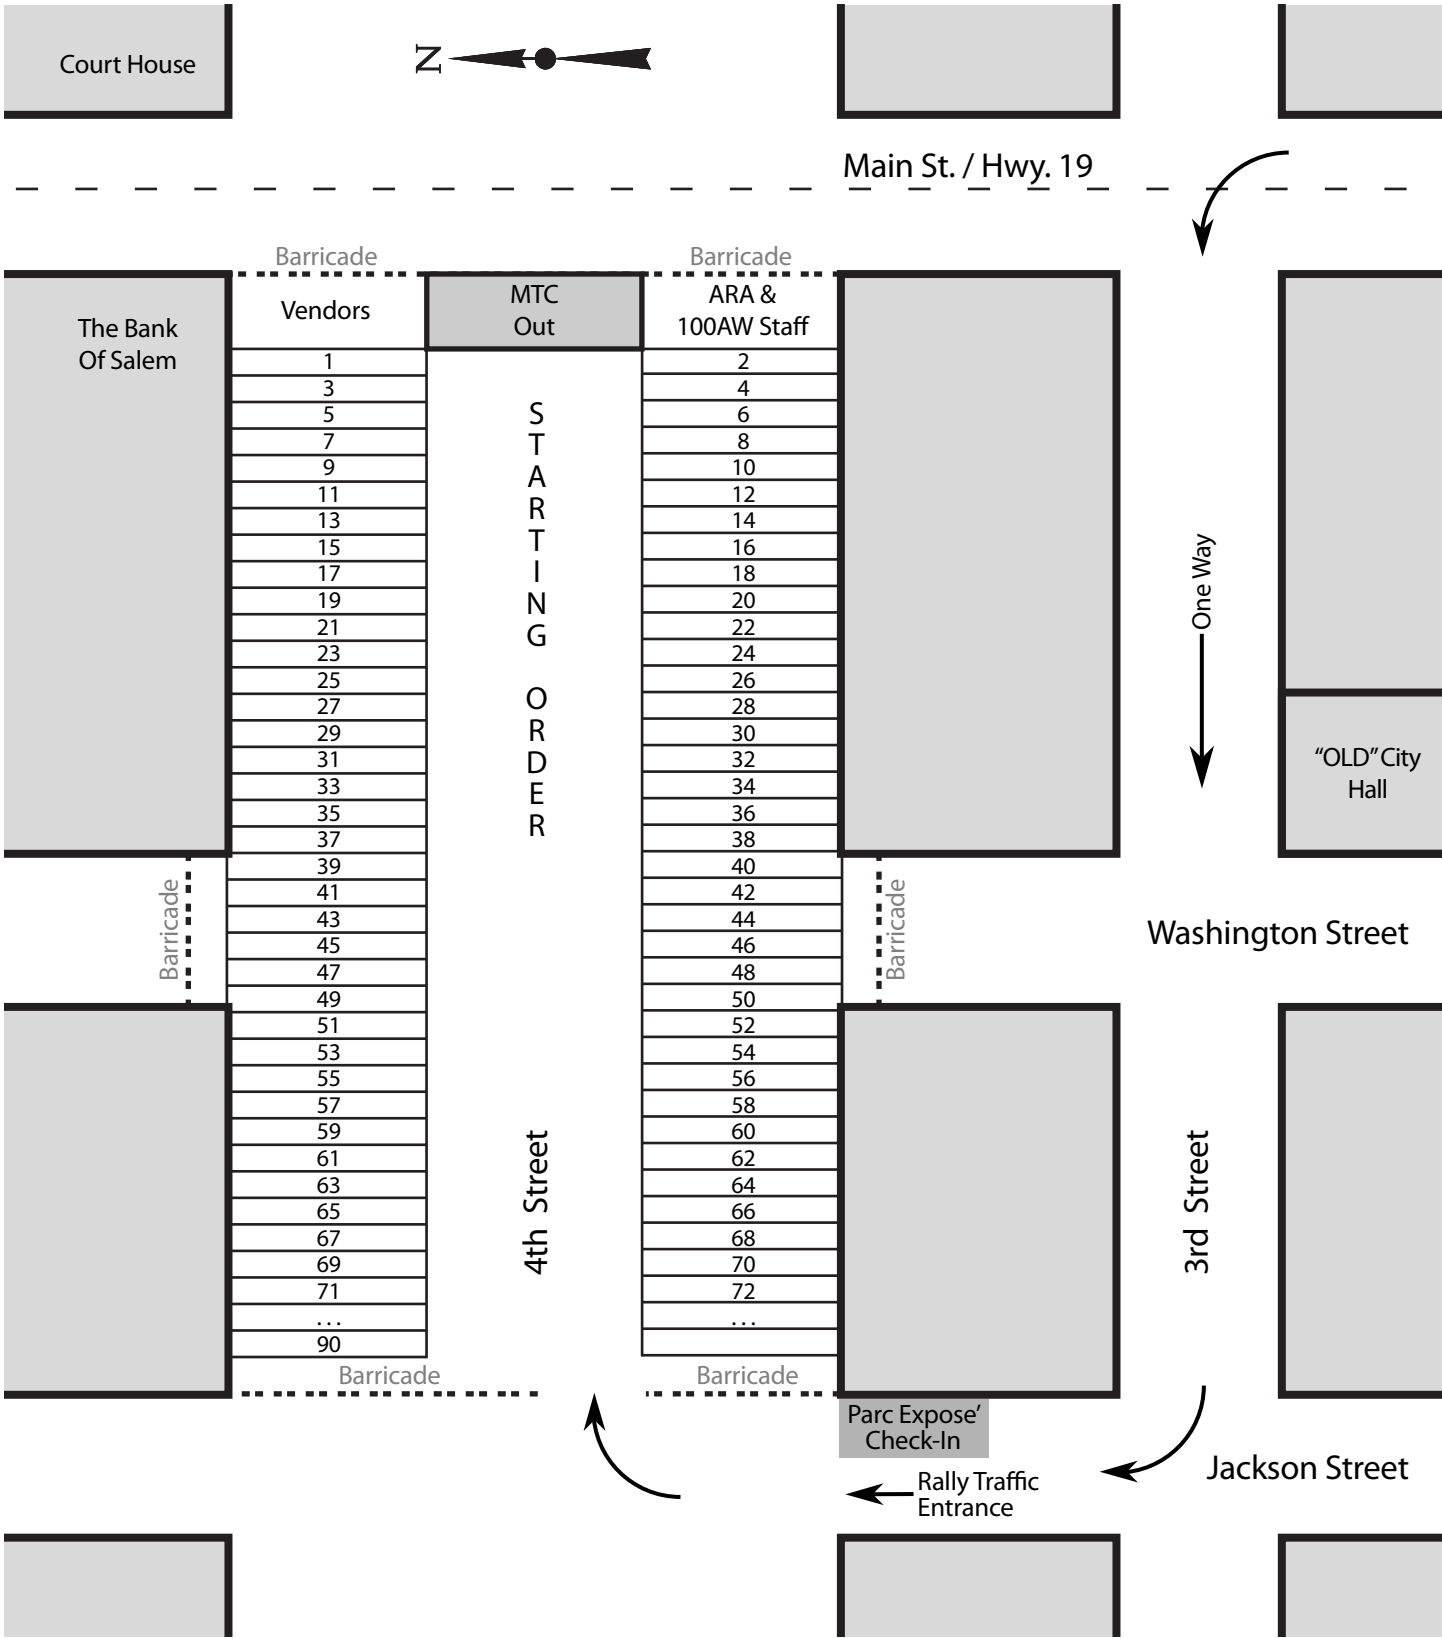 Court House
N
Main St. / Hwy. 19
Barricade
Barricade
Vendors
MTC
Out
ARA &
100AW Staff
The Bank
Of Salem
1
3
5
7
9
11
13
15
17
19
21
23
25
27
29
31
33
35
37
39
41
43
45
47
49
51
53
55
57
59
61
63
65
67
69
71
...
90
STARTING ORDER
4th Street
2
4
6
8
10
12
14
16
18
20
22
24
26
28
30
32
34
36
38
40
42
44
46
48
50
52
54
56
58
60
62
64
66
68
70
72
...
One Way
“OLD” City
Hall
Barricade
Barricade
Washington Street
3rd Street
Barricade
Barricade
Parc Expose’
Check-In
Jackson Street
Rally Traffic
Entrance